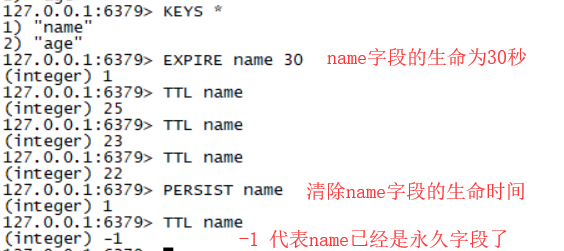 127.0.0.1:6379> KEYS *
1) "name"
2) "age"
127.0.0.1:6379> EXPIRE name 30 name字段的生命为30秒
(integer) 1
127.0.0.1:6379> TTL name
(integer) 25
127.0.0.1:6379> TTL name
(integer) 23
127.0.0.1:6379> TTL name
(integer) 22
127.0.0.1:6379> PERSIST name 清除name字段的生命时间
(integer) 1
127.0.0.1:6379> TTL name
(integer) -1 -1 代表name已经是永久字段了